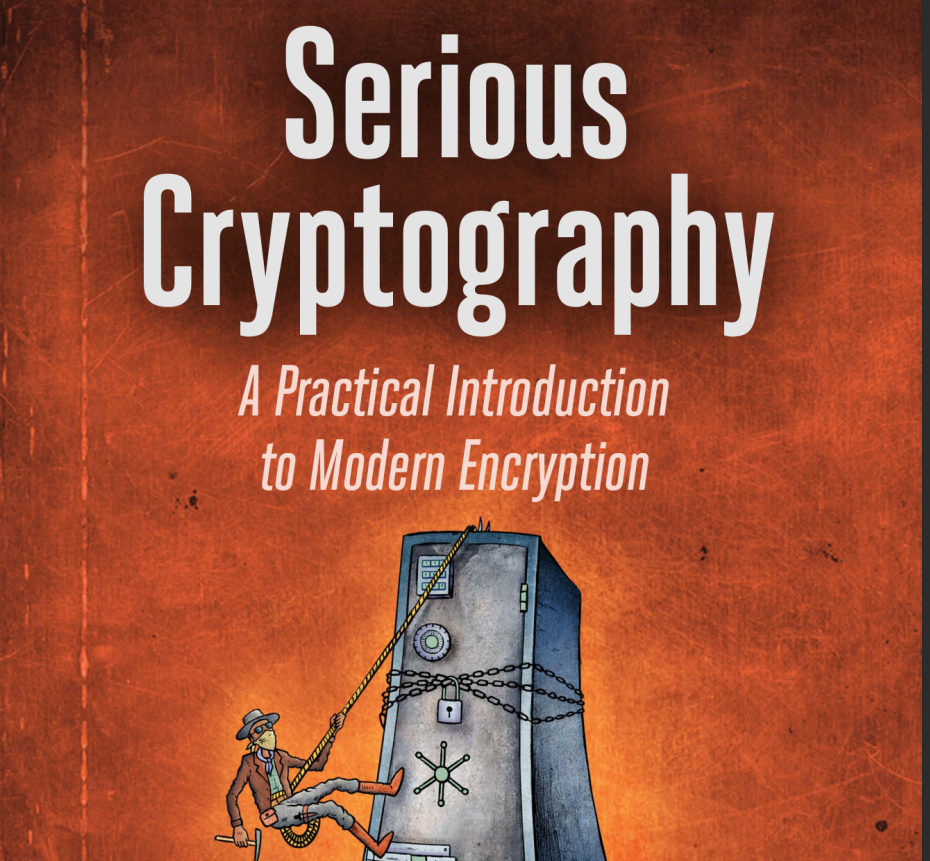 Serious
Cryptography
A Practical Introduction
to Modern Encryption